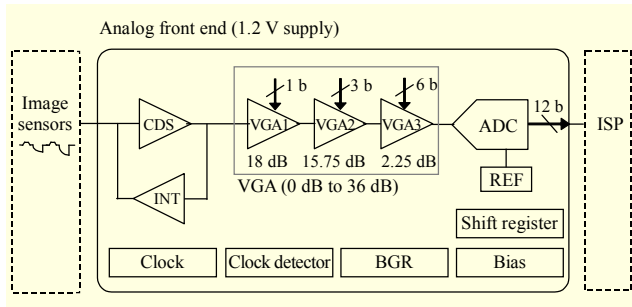 Analog front end (1.2 V supply)
Image
sensors
CDS
INT
1 b
3 b
6 b
VGA1
VGA2
VGA3
18 dB
15.75 dB
2.25 dB
VGA (0 dB to 36 dB)
ADC
12 b
REF
ISP
Shift register
Clock
Clock detector
BGR
Bias